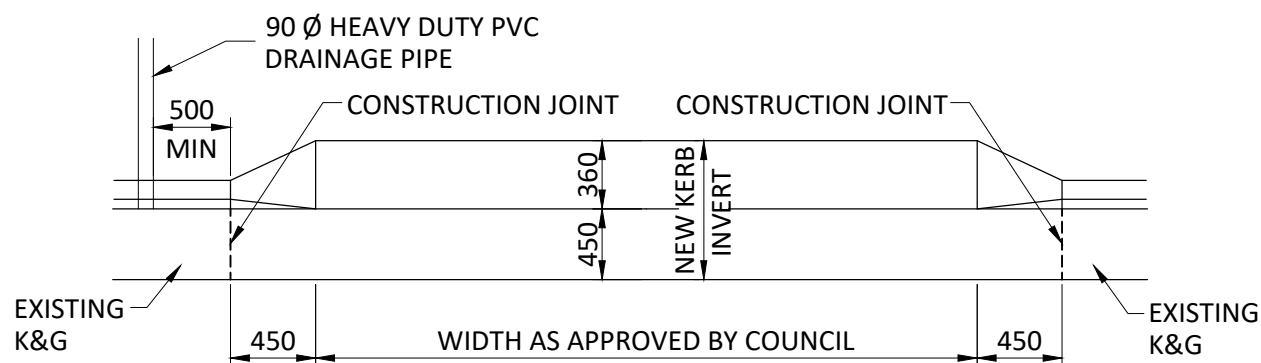 90 Ø HEAVY DUTY PVC
DRAINAGE PIPE
500
MIN
CONSTRUCTION JOINT
CONSTRUCTION JOINT
360
450
NEW KERB
INVERT
EXISTING
K&G
450
WIDTH AS APPROVED BY COUNCIL
450
EXISTING
K&G